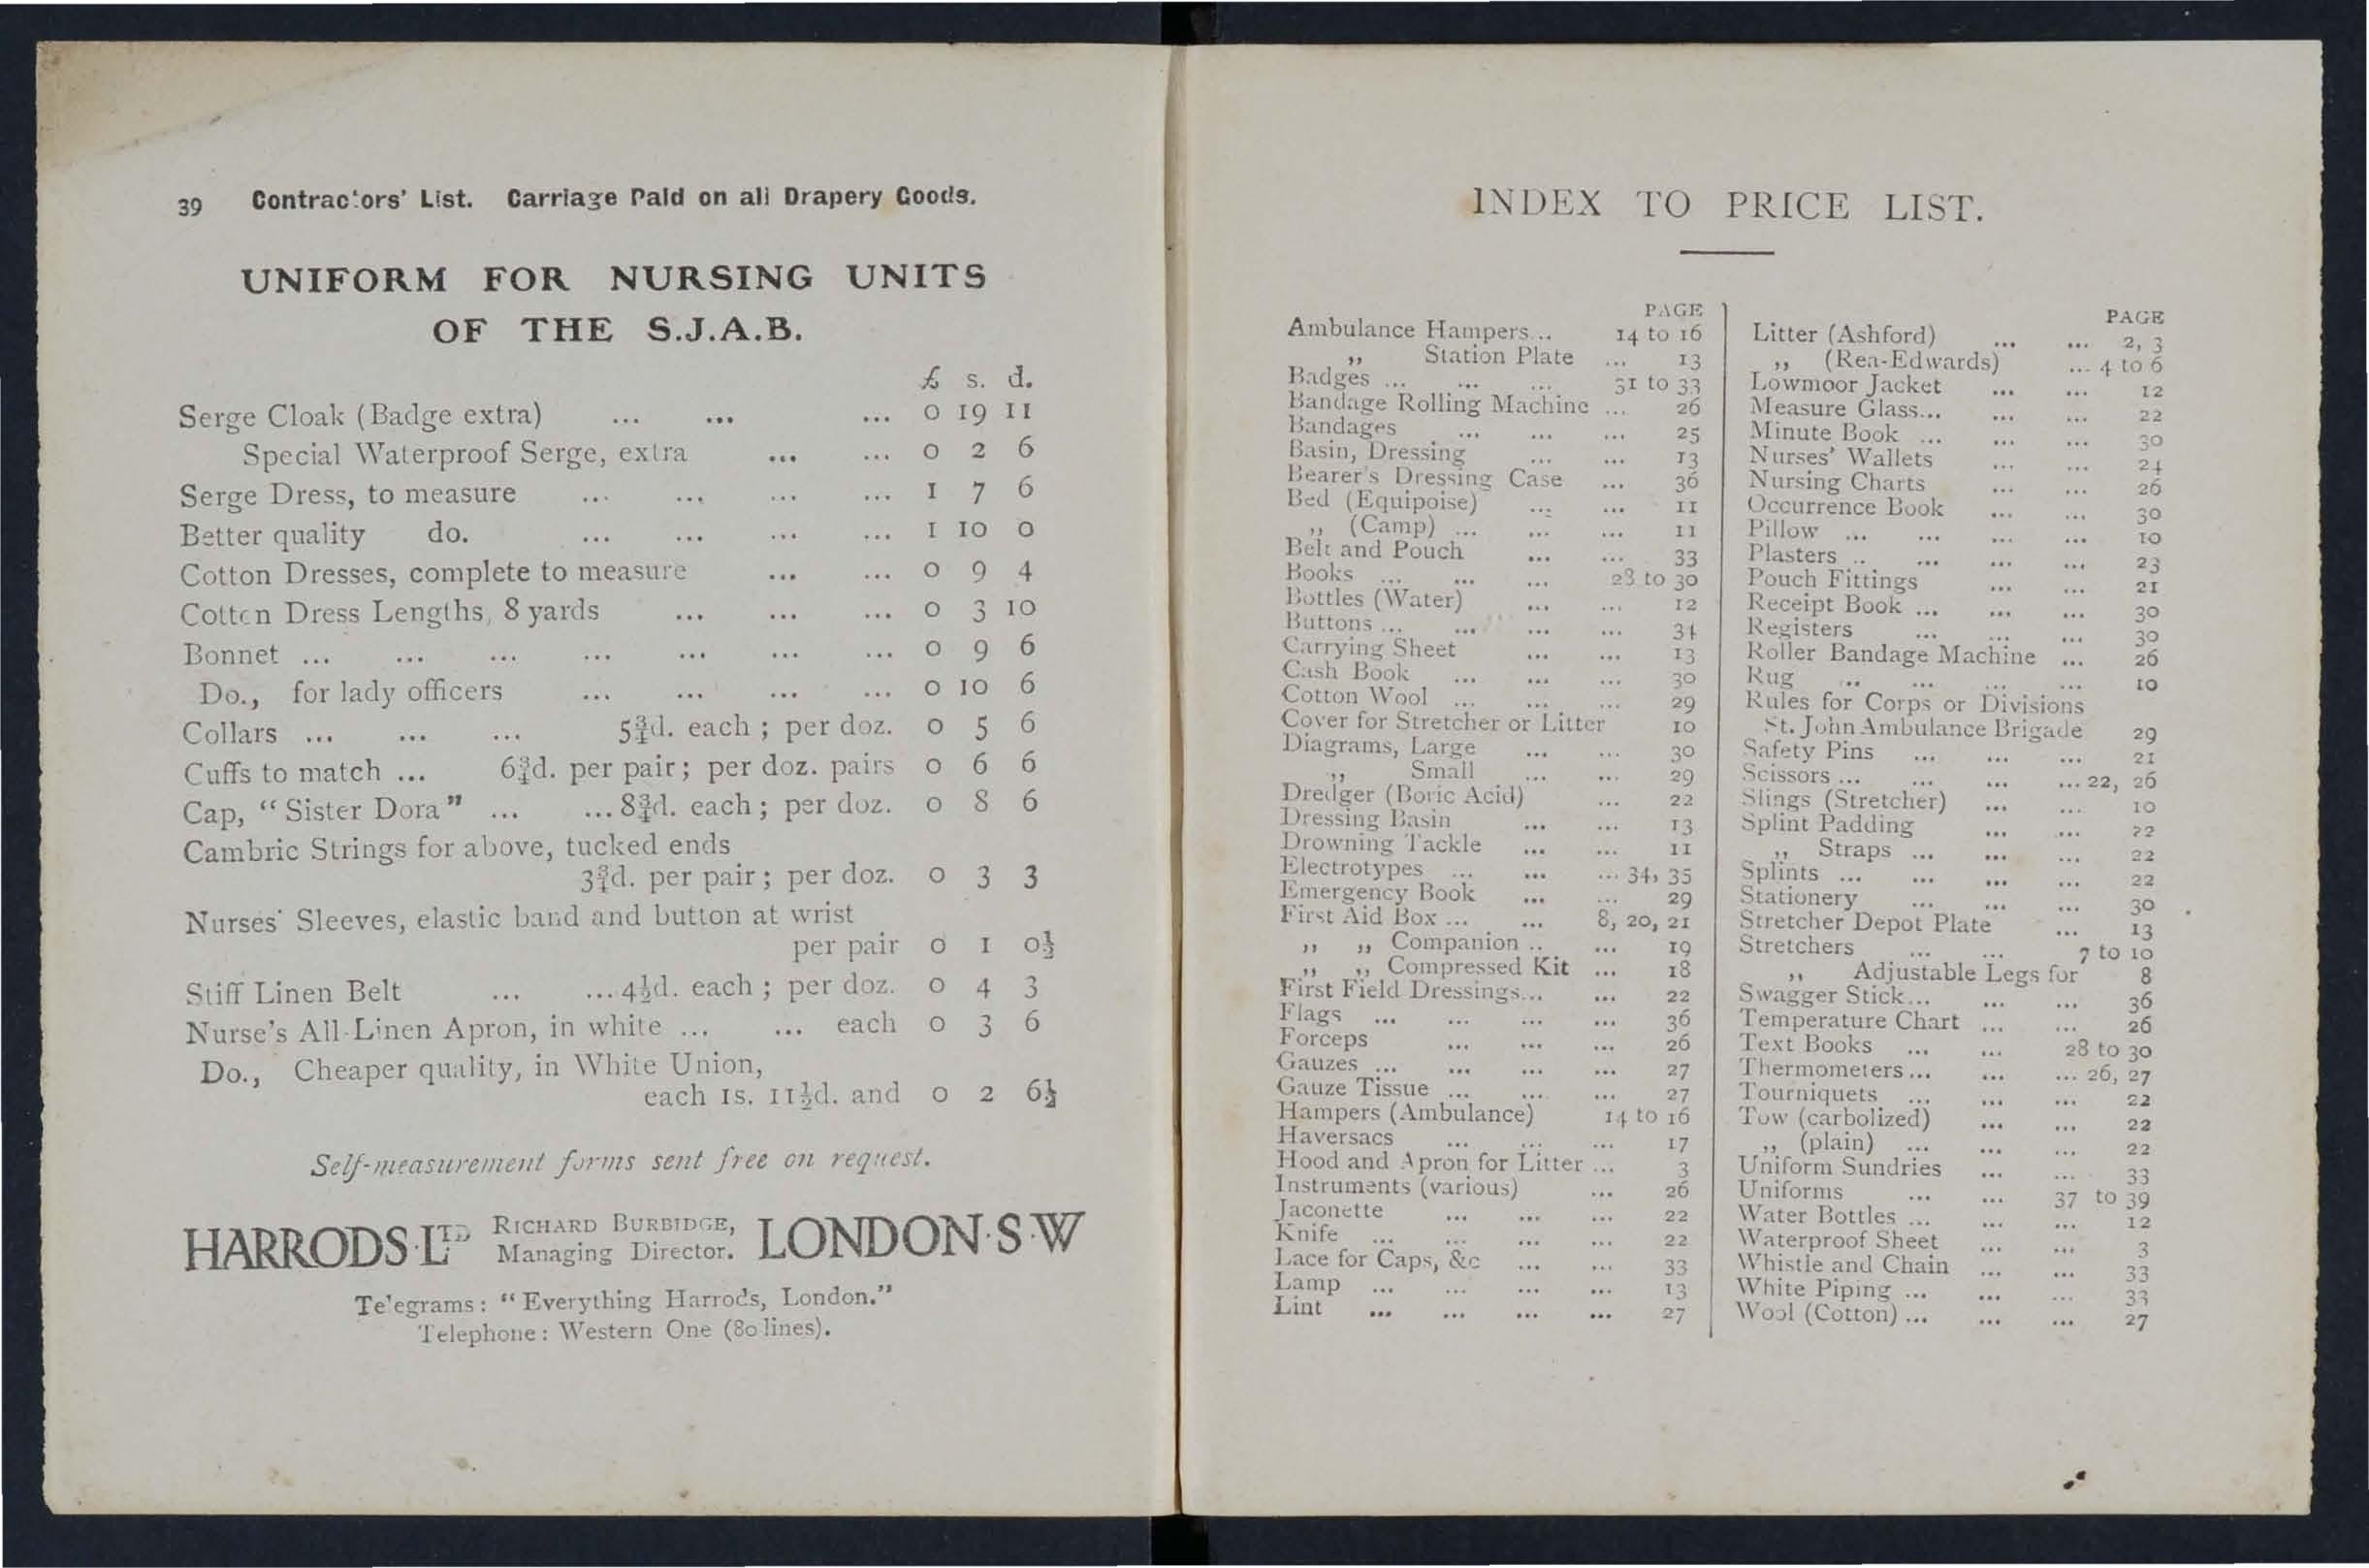 39 Contractors' List. Carriage Paid on all Drapery Goods.
UNIFORM FOR NURSING UNITS
OF THE S.J.A.B.
£ s. d.
Serge Cloak (Badge extra) ... ... ... 0 19 11
Special Waterproof Serge, extra ... ... 0 2 6
Serge Dress, to measure ... ... ... ... 1 7 6
Better quality do. ... ... ... ... 1 10 0
Cotton Dresses, complete to measure ... ... 0 9 4
Cotton Dress Lengths, 8 yards ... ... ... 0 3 10
Bonnet ... ... ... ... ... ... ... 0 9 6
Do., for lady officers ... ... ... ... 0 10 6
Collars ... ... ... 5¾d. each ; per doz. 0 5 6
Cuffs to match ... 6¾d. per pair ; per doz. pairs 0 6 6
Cap, “ Sister Dora ” ... ... 8¾d. each ; per doz. 0 8 6
Cambric Strings for above, tucked ends
3¾d. per pair ; per doz. 0 3 3
Nurses' Sleeves, elastic band and button at wrist
per pair 0 1 0½
Stiff Linen Belt ... ... 4½d. each ; per doz. 0 4 3
Nurse's All-Linen Apron, in white ... ... each 0 3 6
Do., Cheaper quality, in White Union,
each 1s. 11½d. and 0 2 6½
Self-measurement forms sent free on request.
HARRODS·LTD RICHARD BURBIDGE, Managing Director. LONDON·S·W
Telegrams : “ Everything Harrods, London.”
Telephone : Western One (80 lines).
INDEX TO PRICE LIST.
PAGE
Ambulance Hampers ... 14 to 16
„ Station Plate ... 13
Badges ... ... ... 31 to 33
Bandage Rolling Machine ... 26
Bandages ... ... ... 25
Basin, Dressing ... ... 13
Bearer's Dressing Case ... 36
Bed (Equipoise) ... ... 11
„ (Camp) ... ... ... 11
Belt and Pouch ... ... 33
Books ... ... ... 28 to 30
Bottles (Water) ... ... 12
Buttons ... ... ... ... 34
Carrying Sheet ... ... 13
Cash Book ... ... ... 30
Cotton Wool ... ... ... 29
Cover for Stretcher or Litter 10
Diagrams, Large ... ... 30
„ Small ... ... 29
Dredger (Boric Acid) ... 22
Dressing Basin ... ... 13
Drowning Tackle ... ... 11
Electrotypes ... ... ... 34, 35
Emergency Book ... ... 29
First Aid Box ... ... 8, 20, 21
„ „ Companion .. ... 19
„ „ Compressed Kit ... 18
First Field Dressings... ... 22
Flags ... ... ... ... 36
Forceps ... ... ... 26
Gauzes ... ... ... ... 27
Gauze Tissue ... ... ... 27
Hampers (Ambulance) 14 to 16
Haversacs ... ... ... 17
Hood and Apron for Litter ... 3
Instruments (various) ... 26
Jaconette ... ... ... 22
Knife ... ... ... ... 22
Lace for Caps, &c ... ... 33
Lamp ... ... ... ... 13
Lint ... ... ... ... 27
PAGE
Litter (Ashford) ... ... 2, 3
„ (Rea-Edwards) ... 4 to 6
Lowmoor Jacket ... ... 12
Measure Glass... ... ... 22
Minute Book ... ... ... 30
Nurses' Wallets ... ... 24
Nursing Charts ... ... 26
Occurrence Book ... ... 30
Pillow ... ... ... ... 10
Plasters .. ... ... ... 23
Pouch Fittings ... ... 21
Receipt Book ... ... ... 30
Registers ... ... ... 30
Roller Bandage Machine ... 26
Rug ... ... ... ... 10
Rules for Corps or Divisions
St. John Ambulance Brigade 29
Safety Pins ... ... ... 21
Scissors ... ... ... ... 22, 26
Slings (Stretcher) ... ... 10
Splint Padding ... ... 22
„ Straps ... ... ... 22
Splints ... ... ... ... 22
Stationery ... ... ... 30
Stretcher Depot Plate ... 13
Stretchers ... ... 7 to 10
„ Adjustable Legs for 8
Swagger Stick... ... ... 36
Temperature Chart ... ... 26
Text Books ... ... 28 to 30
Thermometers ... ... ... 26, 27
Tourniquets ... ... ... 22
Tow (carbolized) ... ... 22
„ (plain) ... ... ... 22
Uniform Sundries ... ... 33
Uniforms ... ... 37 to 39
Water Bottles ... ... ... 12
Waterproof Sheet ... ... 3
Whistle and Chain ... ... 33
White Piping ... ... ... 33
Wool (Cotton) ... ... ... 27